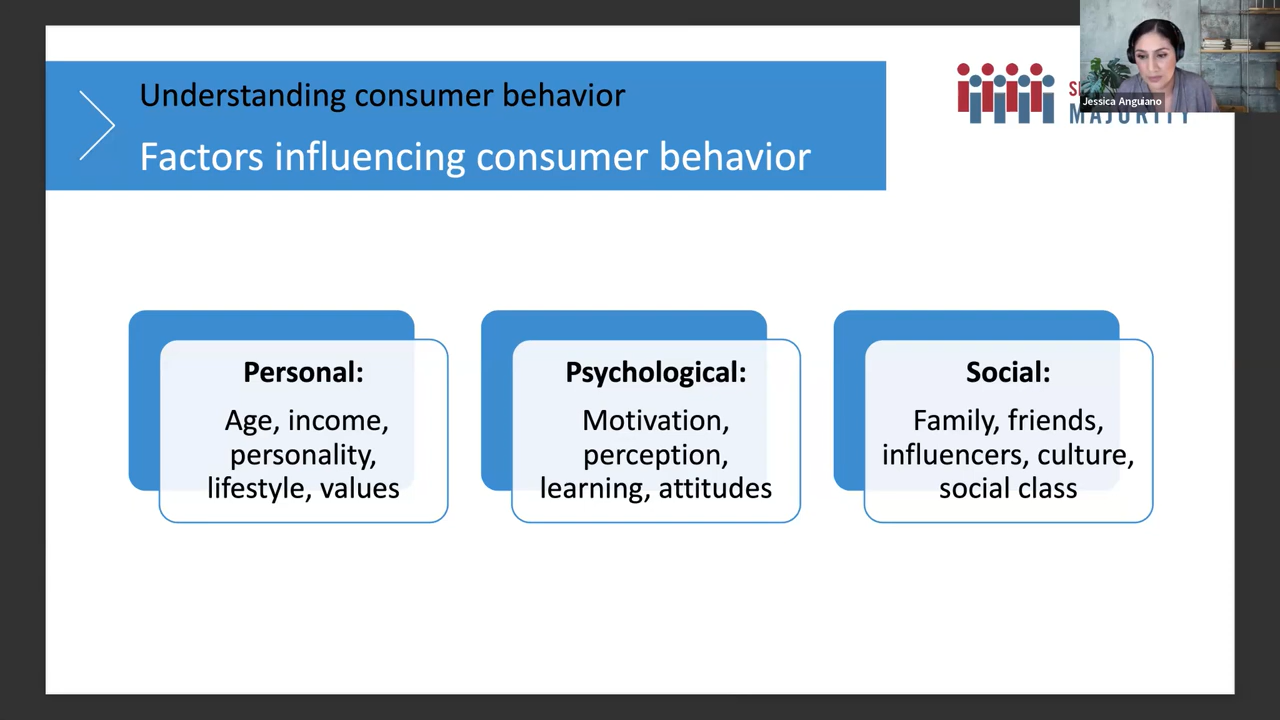 Understanding consumer behavior
Factors influencing consumer behavior
Jessica Anguiano
MAJORITY
Personal:
Age, income,
personality,
lifestyle, values
Psychological:
Motivation,
perception,
learning, attitudes
Social:
Family, friends,
influencers, culture,
social class